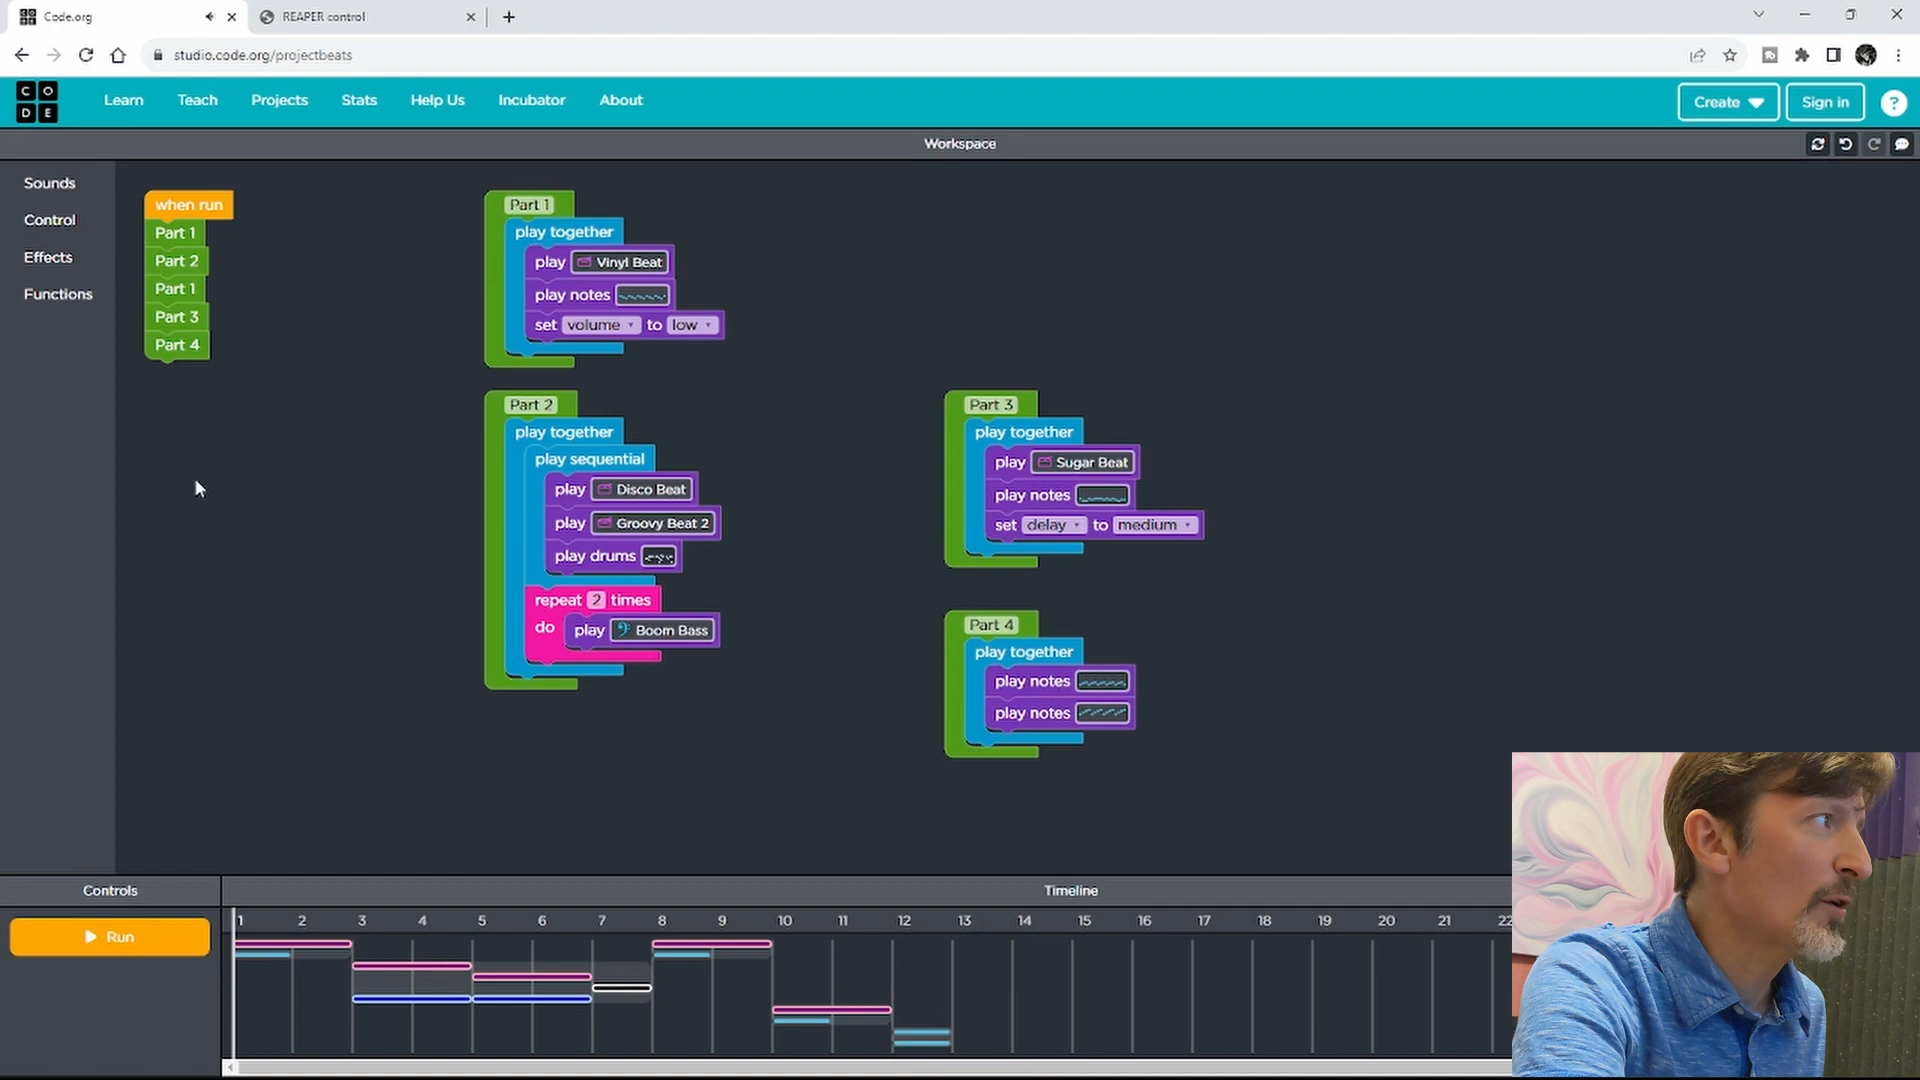 Code.org
REAPER control
studio.code.org/projectbeats
C O
D E
Learn Teach Projects Stats Help Us Incubator About
Create
Sign in
?
Workspace
Sounds
Control
Effects
Functions
when run
Part 1
Part 2
Part 1
Part 3
Part 4
Part 1
play together
play Vinyl Beat
play notes
set volume to low
Part 2
play together
play sequential
play Disco Beat
play Groovy Beat 2
play drums
repeat 2 times
do play Boom Bass
Part 3
play together
play Sugar Beat
play notes
set delay to medium
Part 4
play together
play notes
play notes
Controls
Timeline
Run
1 2 3 4 5 6 7 8 9 10 11 12 13 14 15 16 17 18 19 20 21 22